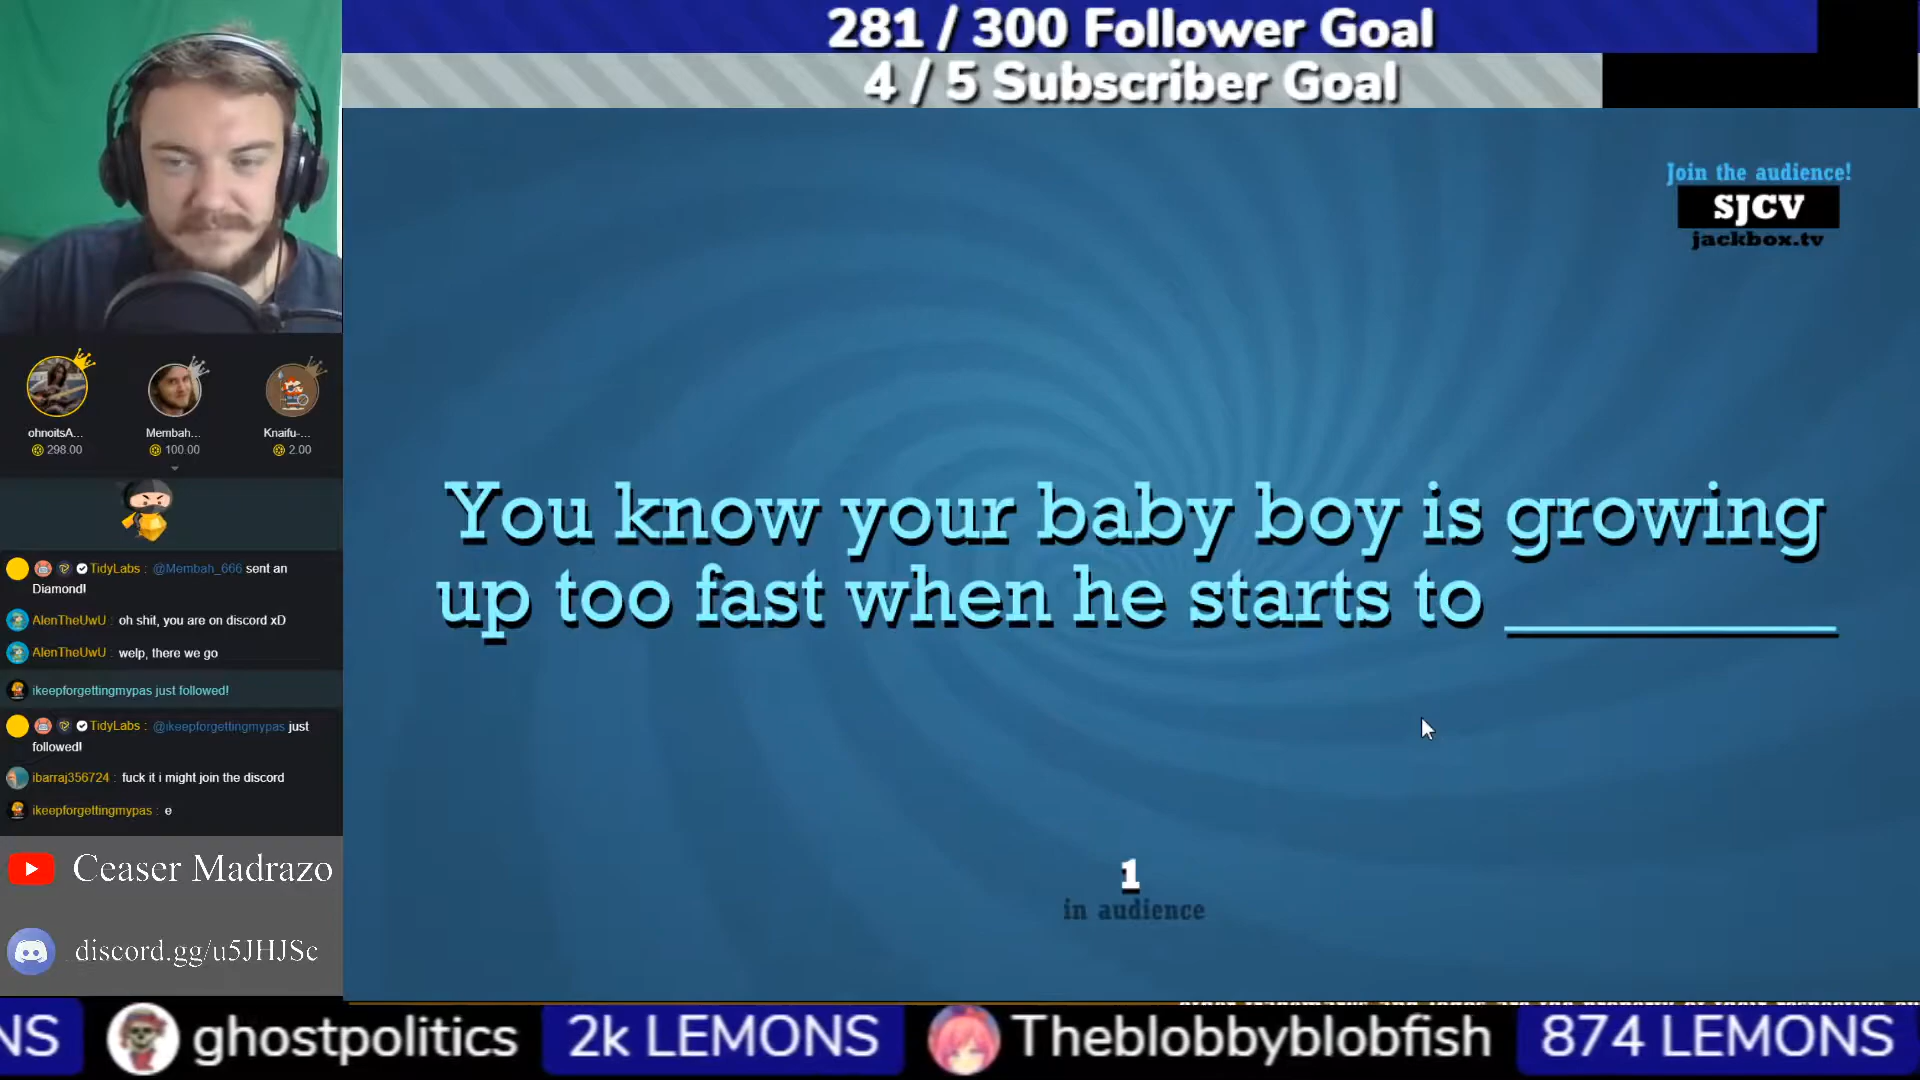 281 / 300 Follower Goal
4 / 5 Subscriber Goal
Join the audience!
SJCV
jackbox.tv
You know your baby boy is growing
up too fast when he starts to __________
1
in audience
ohnoitsA...
298.00
Membah...
100.00
Knaifu-...
2.00
TidyLabs : @Membah_666 sent an
Diamond!
AlenTheUwU : oh shit, you are on discord xD
AlenTheUwU : welp, there we go
ikeepforgettingmypas just followed!
TidyLabs : @ikeepforgettingmypas just
followed!
ibarraj356724 : fuck it i might join the discord
ikeepforgettingmypas : e
Ceaser Madrazo
discord.gg/u5JHJSc
NS ghostpolitics 2k LEMONS Theblobbyblobfish 874 LEMONS